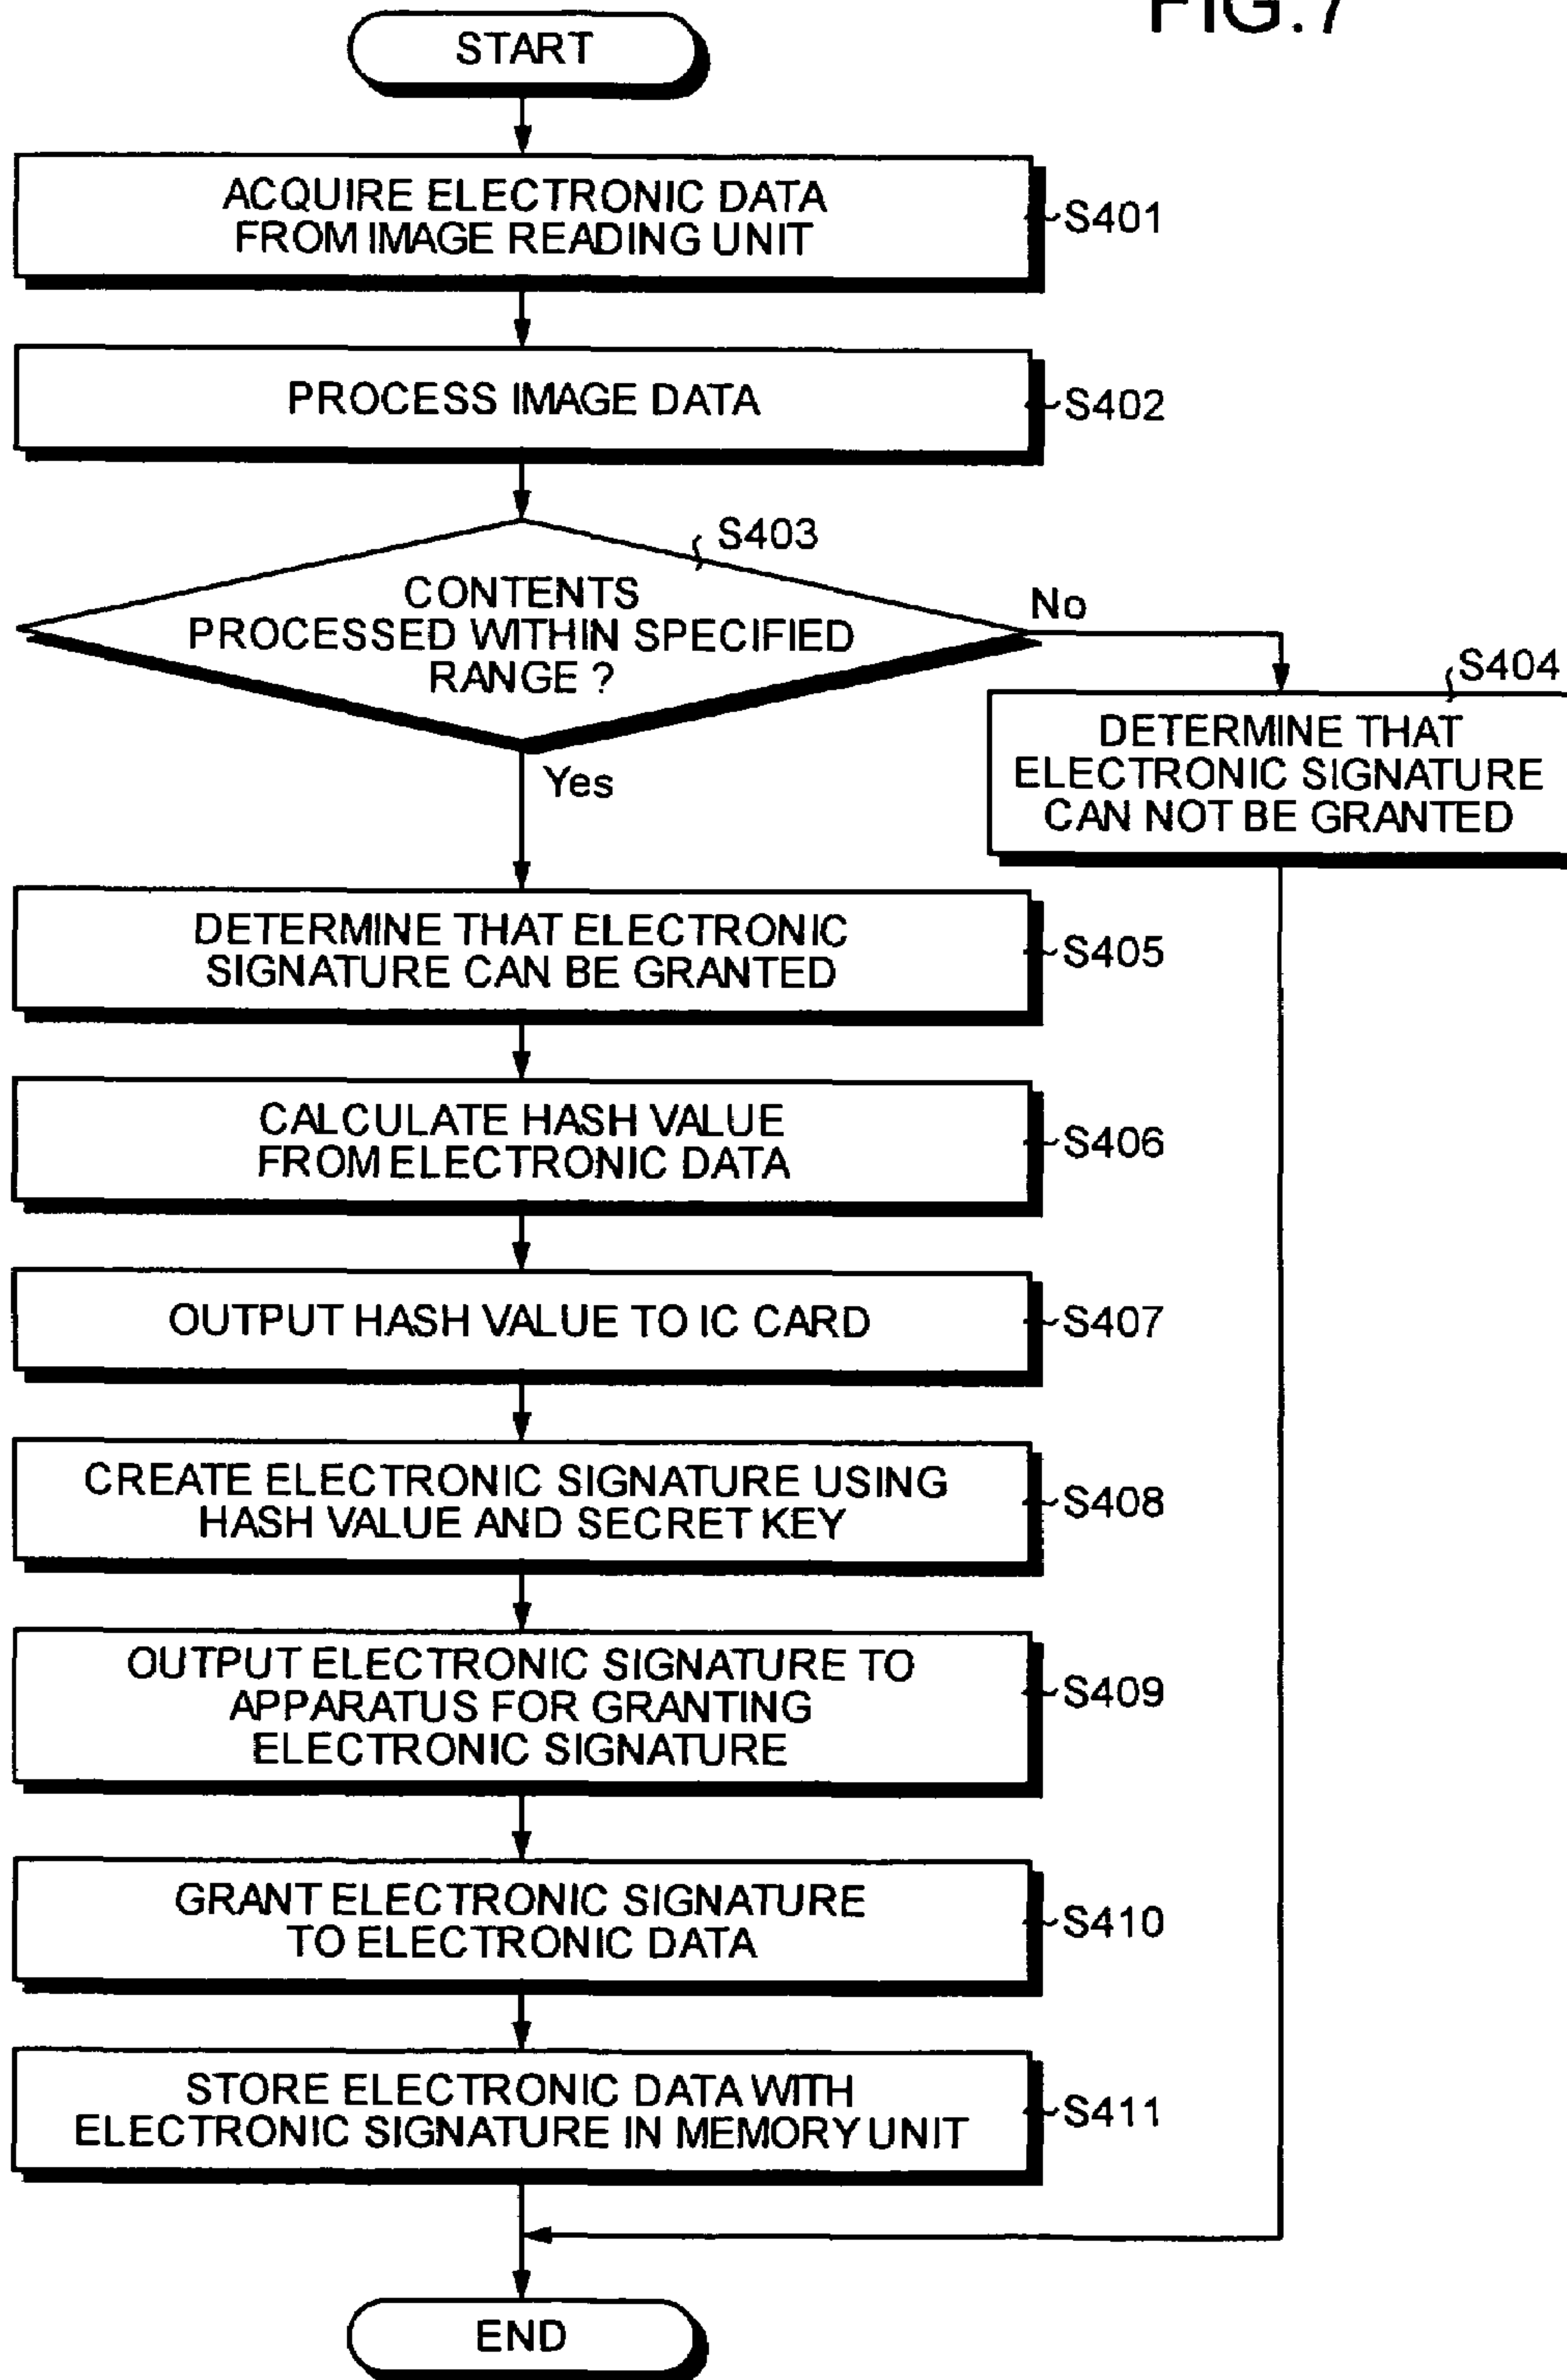 FIG.7
START
ACQUIRE ELECTRONIC DATA
FROM IMAGE READING UNIT
S401
PROCESS IMAGE DATA
S402
S403
CONTENTS
PROCESSED WITHIN SPECIFIED
RANGE ?
No
S404
DETERMINE THAT
ELECTRONIC SIGNATURE
CAN NOT BE GRANTED
Yes
DETERMINE THAT ELECTRONIC
SIGNATURE CAN BE GRANTED
S405
CALCULATE HASH VALUE
FROM ELECTRONIC DATA
S406
OUTPUT HASH VALUE TO IC CARD
S407
CREATE ELECTRONIC SIGNATURE USING
HASH VALUE AND SECRET KEY
S408
OUTPUT ELECTRONIC SIGNATURE TO
APPARATUS FOR GRANTING
ELECTRONIC SIGNATURE
S409
GRANT ELECTRONIC SIGNATURE
TO ELECTRONIC DATA
S410
STORE ELECTRONIC DATA WITH
ELECTRONIC SIGNATURE IN MEMORY UNIT
S411
END